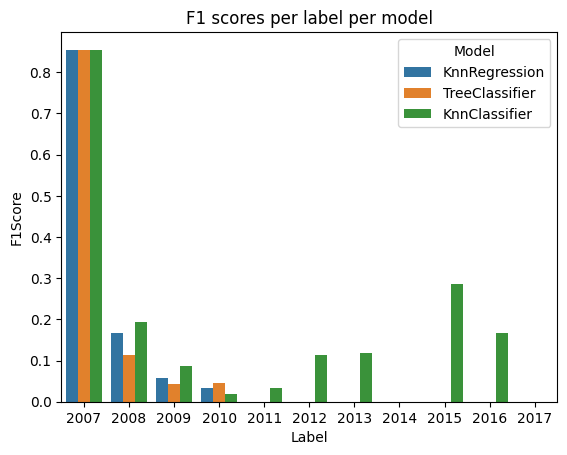 F1 scores per label per model
Model
KnnRegression
TreeClassifier
KnnClassifier
F1Score
0.8
0.7
0.6
0.5
0.4
0.3
0.2
0.1
0.0
2007 2008 2009 2010 2011 2012 2013 2014 2015 2016 2017
Label